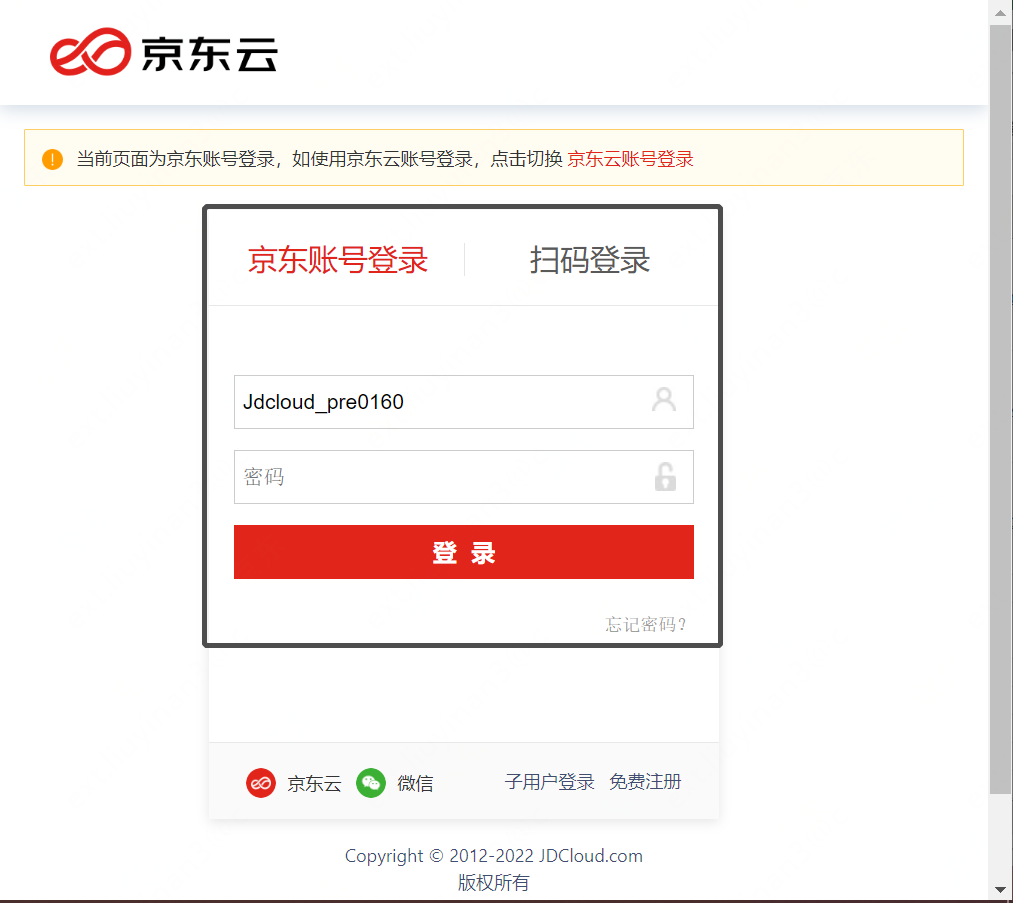 京东云
当前页面为京东账号登录，如使用京东云账号登录，点击切换 京东云账号登录
京东账号登录 扫码登录
Jdcloud_pre0160
密码
登 录
忘记密码?
京东云 微信 子用户登录 免费注册
Copyright © 2012-2022 JDCloud.com
版权所有